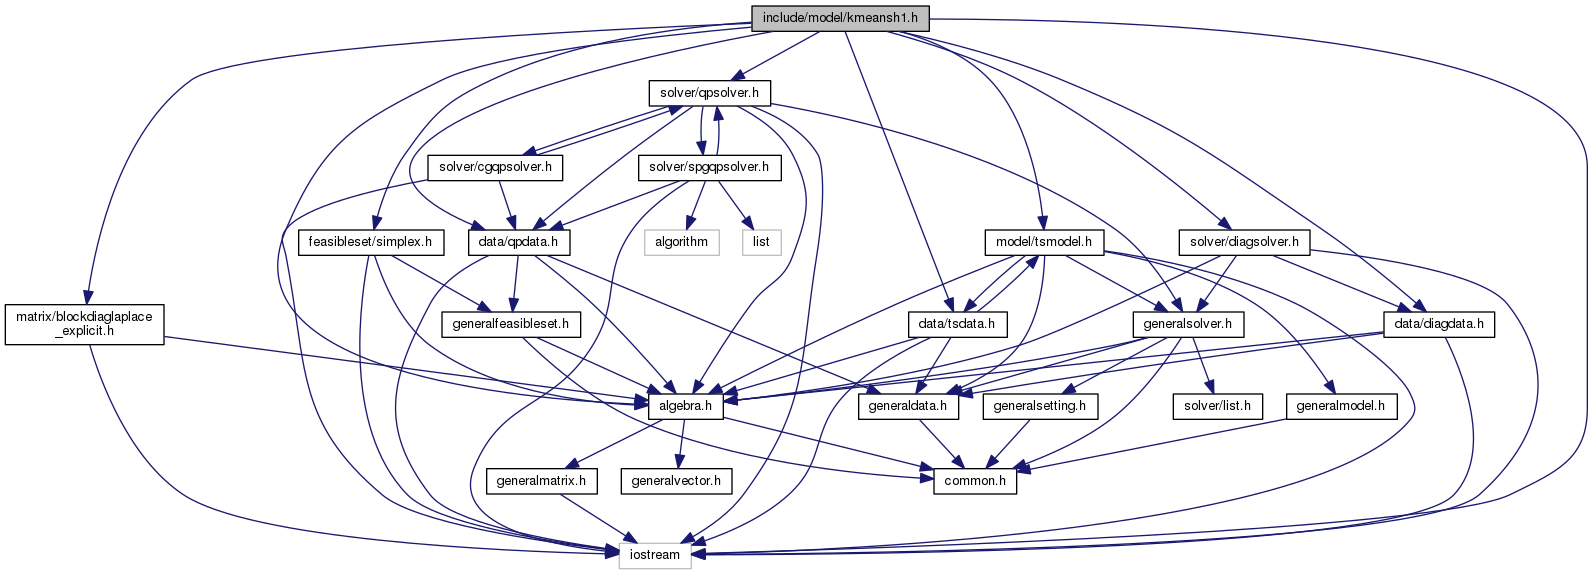 include/model/kmeansh1.h
solver/qpsolver.h
solver/cgqpsolver.h
solver/spgqpsolver.h
feasibleset/simplex.h
data/qpdata.h
algorithm
list
model/tsmodel.h
solver/diagsolver.h
matrix/blockdiaglaplace
_explicit.h
generalfeasibleset.h
data/tsdata.h
generalsolver.h
data/diagdata.h
algebra.h
generaldata.h
generalsetting.h
solver/list.h
generalmodel.h
generalmatrix.h
generalvector.h
common.h
iostream